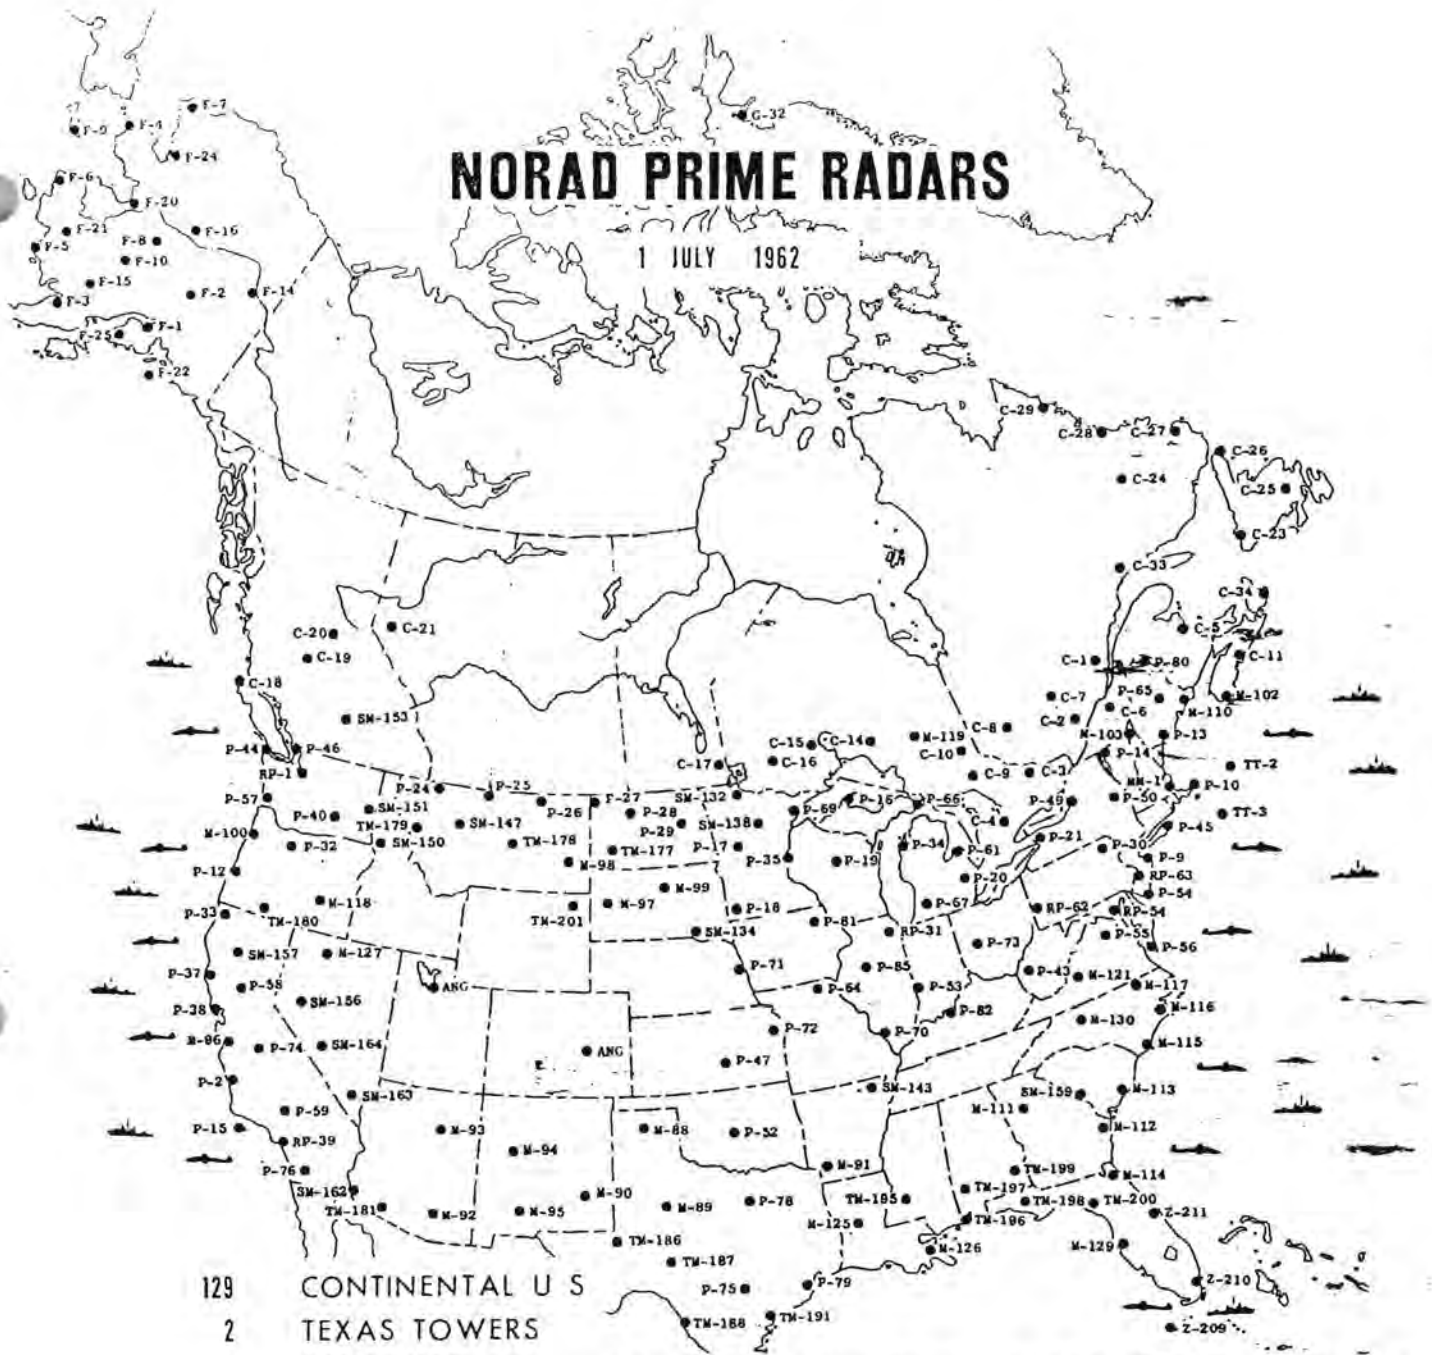 F-7
F-9
F-4
G-32
F-24
NORAD PRIME RADARS
F-6
F-20
F-21
F-16
F-5
F-8
F-10
1 JULY 1962
F-15
F-3
F-2
F-14
F-1
F-25
F-22
C-29
C-28
C-27
C-26
C-24
C-25
C-23
C-33
C-34
C-20
C-21
C-5
C-19
C-1
P-80
C-11
C-18
C-7
P-65
M-102
SM-153
C-2
C-6
M-110
P-44
P-46
C-15
C-14
M-119
C-8
M-103
P-13
C-10
P-14
RP-1
C-17
C-16
C-9
C-3
TT-2
P-24
P-25
MM-1
P-10
P-57
SM-151
P-26
F-27
SM-132
P-16
P-66
P-49
P-50
P-40
P-28
P-69
TT-3
TM-179
SM-147
P-29
SM-138
C-4
P-45
M-100
P-32
SM-150
TM-178
TM-177
P-17
P-34
P-61
P-21
P-30
M-98
P-35
P-19
P-9
P-12
P-20
RP-63
M-99
P-54
M-118
TM-201
M-97
P-67
P-33
TM-180
P-18
RP-62
RP-54
P-81
SM-134
RP-31
P-55
SM-157
M-127
P-73
P-56
P-37
P-71
P-85
P-43
M-121
P-58
ANG
P-64
P-53
M-117
SM-156
P-38
P-82
M-116
P-72
P-70
M-130
M-96
P-74
SM-164
ANG
M-115
E
P-47
P-2
SM-143
SM-163
SM-159
M-113
P-59
M-111
P-15
RP-39
M-93
M-88
P-52
M-112
M-94
P-76
M-91
TM-199
M-114
SM-162
M-90
TM-197
TM-181
M-92
M-95
M-89
P-78
TM-195
TM-198
TM-200
Z-211
M-125
TM-196
TM-186
M-126
M-129
TM-187
129 CONTINENTAL U S
P-75
P-79
Z-210
2 TEXAS TOWERS
TM-188
TM-191
Z-209